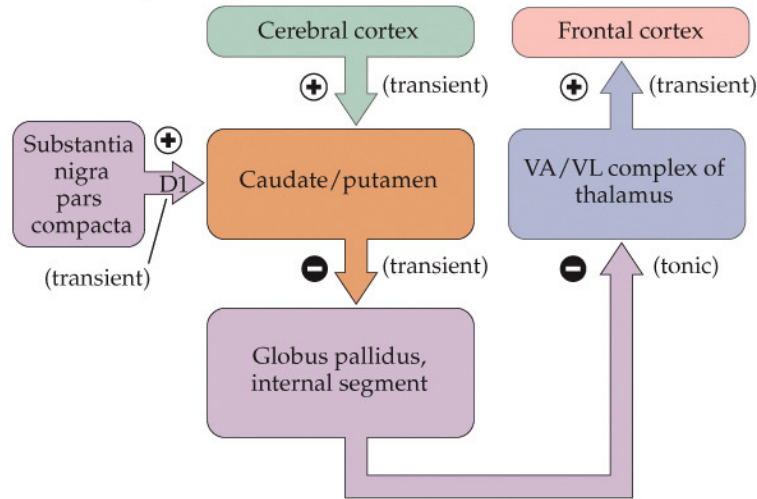 Cerebral cortex
Frontal cortex
+
(transient)
+
(transient)
Substantia
nigra
pars
compacta
+
D1
(transient)
Caudate/putamen
VA/VL complex of
thalamus
−
(transient)
−
(tonic)
Globus pallidus,
internal segment